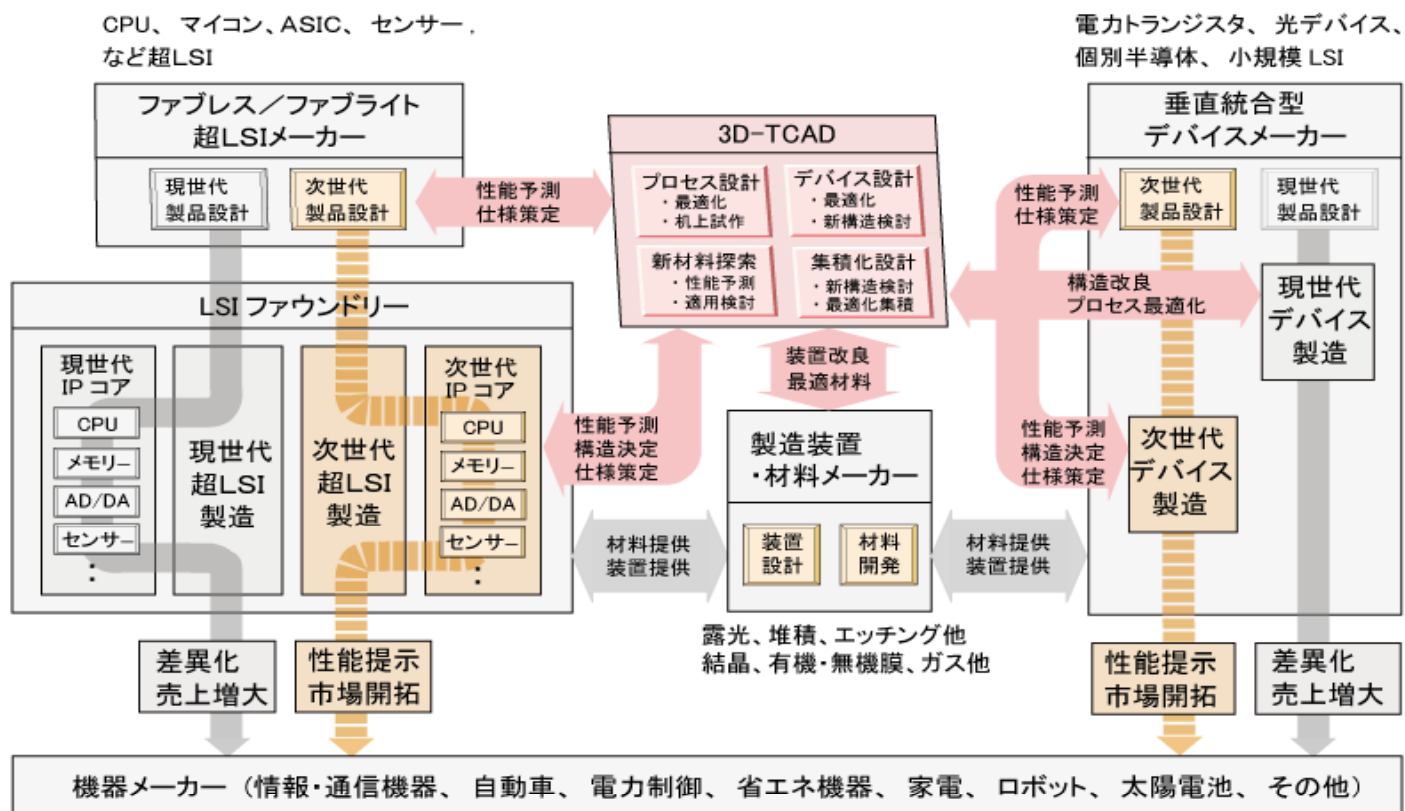 CPU、 マイコン、ASIC、 センサー、
など超LSI
ファブレス／ファブライト
超LSIメーカー
現世代
製品設計
次世代
製品設計
性能予測
仕様策定
3D-TCAD
プロセス設計
・最適化
・机上試作
デバイス設計
・最適化
・新構造検討
新材料探索
・性能予測
・適用検討
集積化設計
・新構造検討
・最適化集積
電力トランジスタ、 光デバイス、
個別半導体、 小規模 LSI
垂直統合型
デバイスメーカー
性能予測
仕様策定
次世代
製品設計
現世代
製品設計
構造改良
プロセス最適化
現世代
デバイス
製造
性能予測
構造決定
仕様策定
次世代
デバイス
製造
LSI ファウンドリー
現世代
IP コア
CPU
メモリー
AD/DA
センサー
：
現世代
超LSI
製造
次世代
超LSI
製造
次世代
IP コア
CPU
メモリー
AD/DA
センサー
：
性能予測
構造決定
仕様策定
装置改良
最適材料
製造装置
・材料メーカー
装置
設計
材料
開発
材料提供
装置提供
材料提供
装置提供
露光、堆積、エッチング他
結晶、有機・無機膜、ガス他
差異化
売上増大
性能提示
市場開拓
性能提示
市場開拓
差異化
売上増大
機器メーカー （情報・通信機器、 自動車、 電力制御、 省エネ機器、 家電、 ロボット、 太陽電池、 その他）